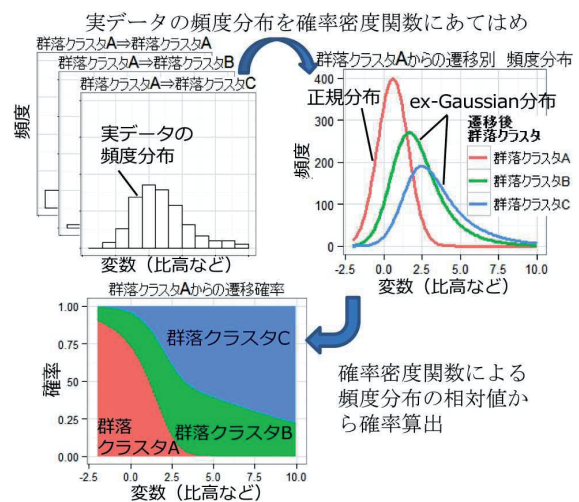 実データの頻度分布を確率密度関数にあてはめ
群落クラスタA⇒群落クラスタA
群落クラスタA⇒群落クラスタB
群落クラスタA⇒群落クラスタC
頻度
実データの
頻度分布
変数（比高など）
群落クラスタAからの遷移別 頻度分布
頻度
400
300
200
100
0
正規分布
ex-Gaussian分布
遷移後
群落クラスタ
群落クラスタA
群落クラスタB
群落クラスタC
-2.5 0.0 2.5 5.0 7.5 10.0
変数（比高など）
群落クラスタAからの遷移確率
確率
1.00
0.75
0.50
0.25
0.00
群落クラスタC
群落
クラスタA
群落クラスタB
-2.5 0.0 2.5 5.0 7.5 10.0
変数（比高など）
確率密度関数による
頻度分布の相対値か
ら確率算出